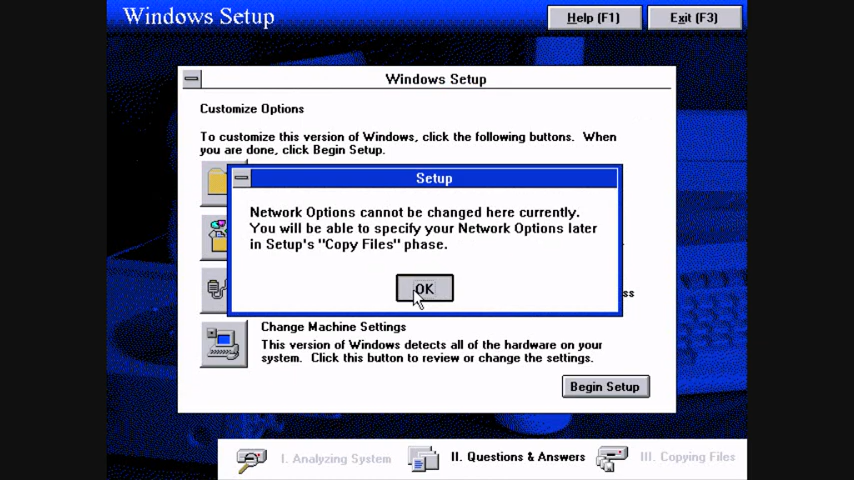 Windows Setup
Help (F1)
Exit (F3)
Windows Setup
Customize Options
To customize this version of Windows, click the following buttons. When
you are done, click Begin Setup.
Setup
Network Options cannot be changed here currently.
You will be able to specify your Network Options later
in Setup's "Copy Files" phase.
OK
ss
Change Machine Settings
This version of Windows detects all of the hardware on your
system. Click this button to review or change the settings.
Begin Setup
I. Analyzing System
II. Questions & Answers
III. Copying Files